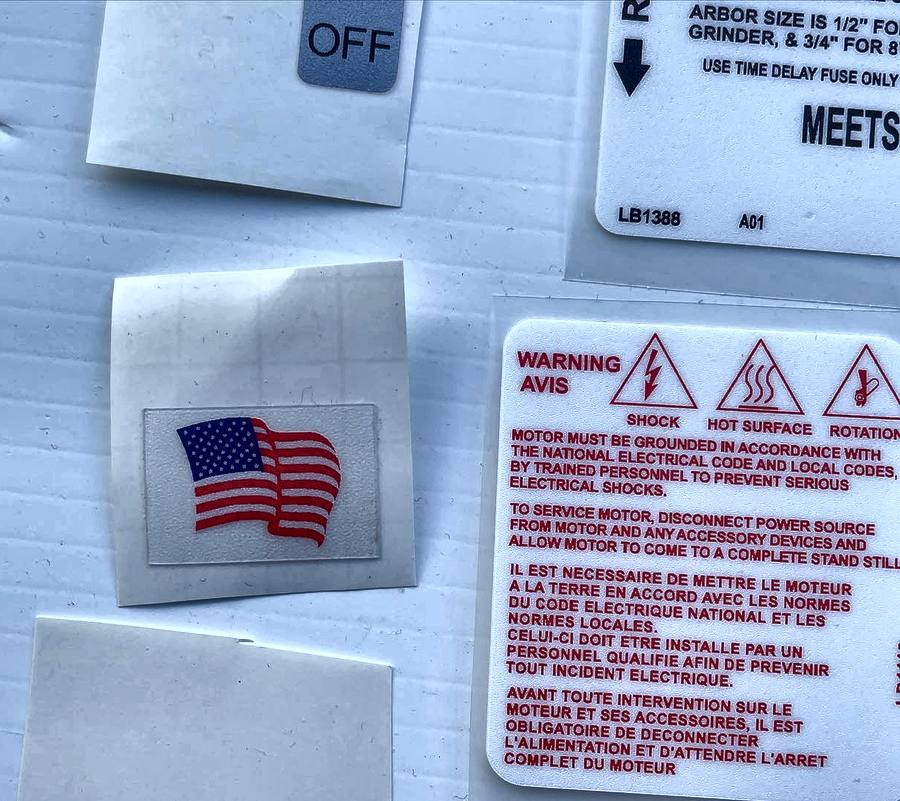 OFF
ARBOR SIZE IS 1/2" FO
GRINDER, & 3/4" FOR 8
USE TIME DELAY FUSE ONLY
MEETS
LB1388 A01
WARNING
AVIS
SHOCK
HOT SURFACE
ROTATION
MOTOR MUST BE GROUNDED IN ACCORDANCE WITH
THE NATIONAL ELECTRICAL CODE AND LOCAL CODES,
BY TRAINED PERSONNEL TO PREVENT SERIOUS
ELECTRICAL SHOCKS.
TO SERVICE MOTOR, DISCONNECT POWER SOURCE
FROM MOTOR AND ANY ACCESSORY DEVICES AND
ALLOW MOTOR TO COME TO A COMPLETE STAND STILL
IL EST NECESSAIRE DE METTRE LE MOTEUR
A LA TERRE EN ACCORD AVEC LES NORMES
DU CODE ELECTRIQUE NATIONAL ET LES
NORMES LOCALES.
CELUI-CI DOIT ETRE INSTALLE PAR UN
PERSONNEL QUALIFIE AFIN DE PREVENIR
TOUT INCIDENT ELECTRIQUE.
AVANT TOUTE INTERVENTION SUR LE
MOTEUR ET SES ACCESSOIRES, IL EST
OBLIGATOIRE DE DECONNECTER
L'ALIMENTATION ET D'ATTENDRE L'ARRET
COMPLET DU MOTEUR